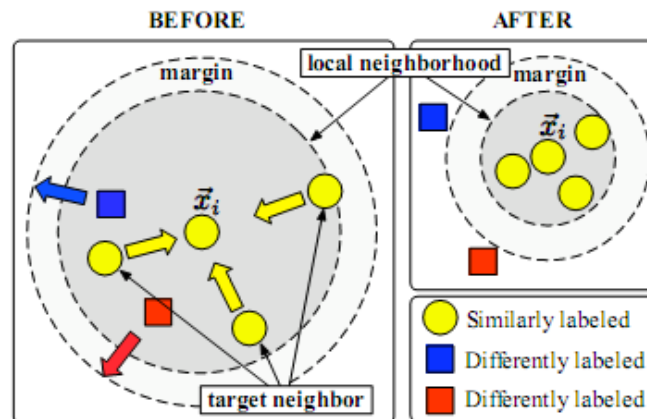 BEFORE
AFTER
local neighborhood
margin
margin
x⃗i
x⃗i
target neighbor
Similarly labeled
Differently labeled
Differently labeled